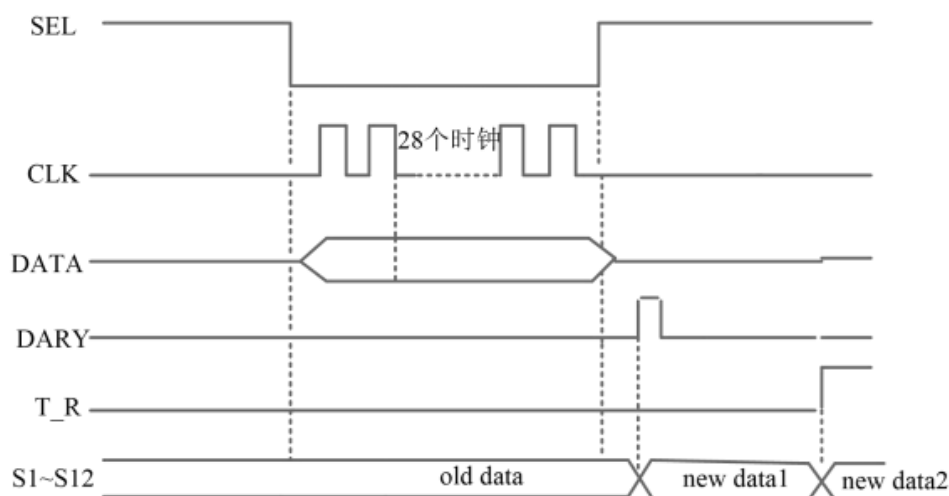 SEL
28个时钟
CLK
DATA
DARY
T_R
S1~S12
old data
new data1
new data2